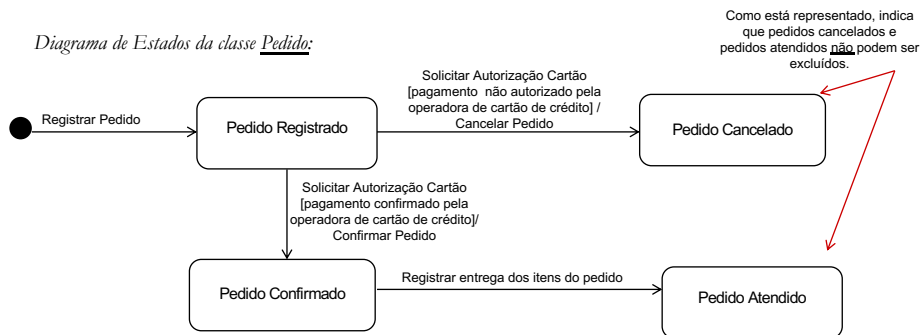 Como está representado, indica
que pedidos cancelados e
pedidos atendidos não podem ser
excluídos.
Diagrama de Estados da classe Pedido:
Solicitar Autorização Cartão
[pagamento não autorizado pela
operadora de cartão de crédito] /
Cancelar Pedido
Registrar Pedido
Pedido Registrado
Pedido Cancelado
Solicitar Autorização Cartão
[pagamento confirmado pela
operadora de cartão de crédito]/
Confirmar Pedido
Pedido Confirmado
Registrar entrega dos itens do pedido
Pedido Atendido